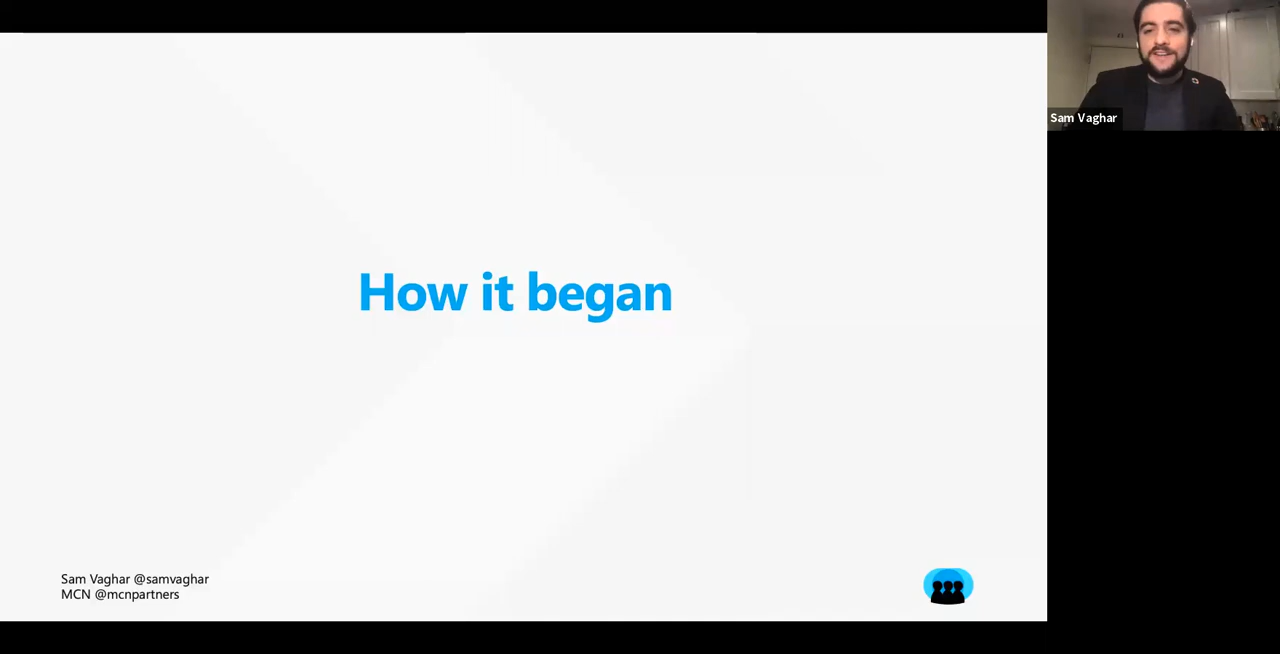 Sam Vaghar
How it began
Sam Vaghar @samvaghar
MCN @mcnpartners